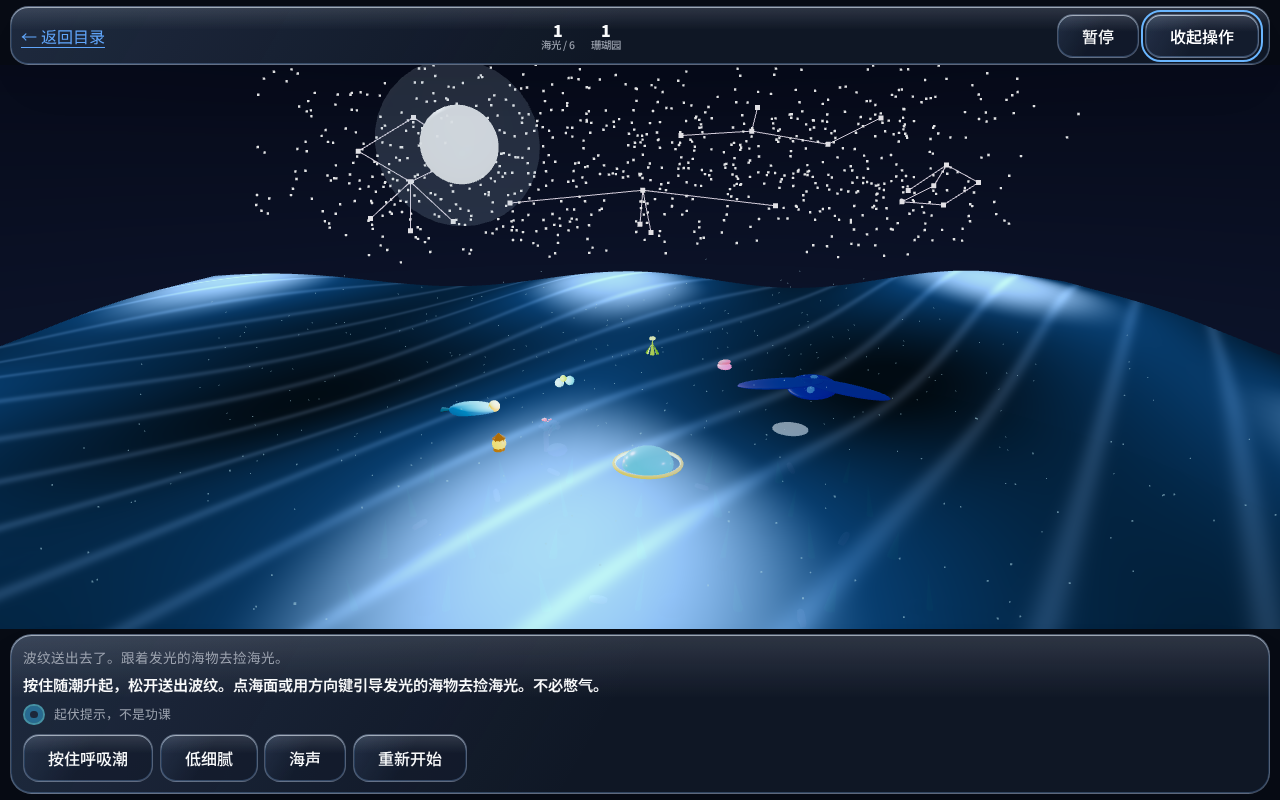 ← 返回目录
1
海光 / 6
1
珊瑚园
暂停
收起操作
波纹送出去了。跟着发光的海物去捡海光。
按住随潮升起，松开送出波纹。点海面或用方向键引导发光的海物去捡海光。不必憋气。
起伏提示，不是功课
按住呼吸潮
低细腻
海声
重新开始